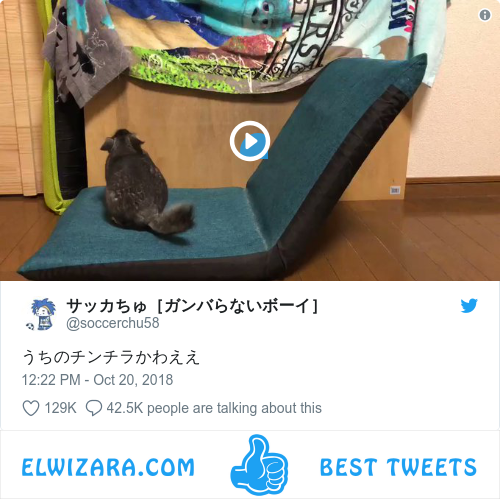 サッカちゅ［ガンバらないボーイ］
@soccerchu58
うちのチンチラかわええ
12:22 PM - Oct 20, 2018
129K 42.5K people are talking about this
ELWIZARA.COM BEST TWEETS